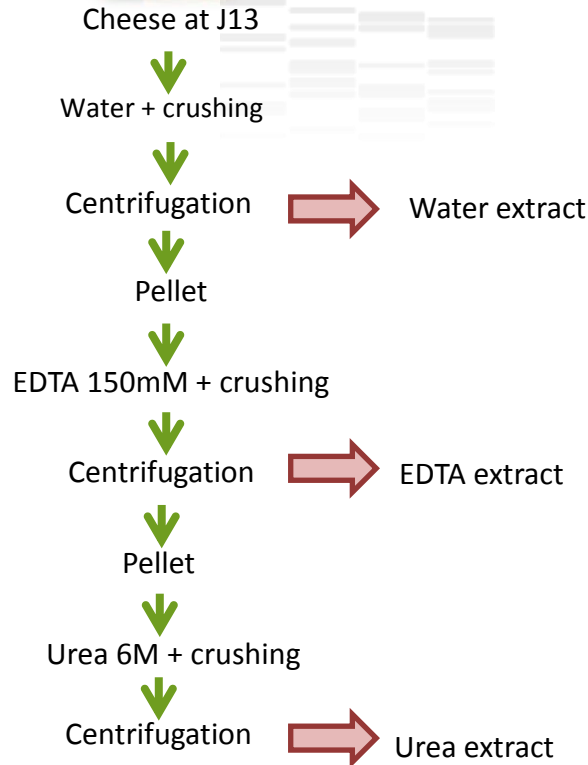 Cheese at J13
Water + crushing
Centrifugation
Water extract
Pellet
EDTA 150mM + crushing
Centrifugation
EDTA extract
Pellet
Urea 6M + crushing
Centrifugation
Urea extract